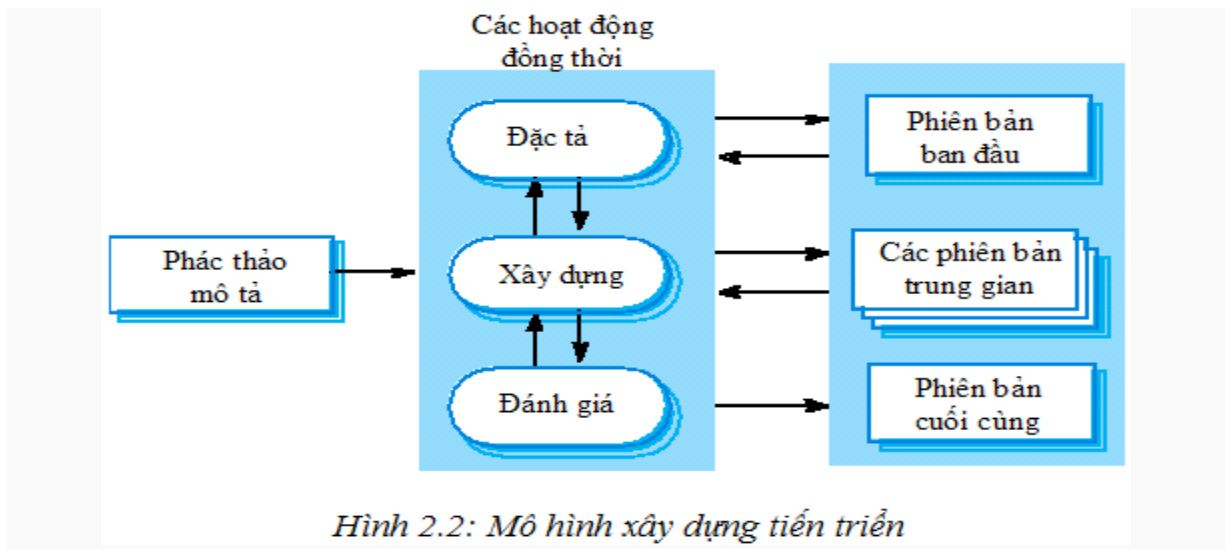 Các hoạt động
đồng thời
Đặc tả
Phiên bản
ban đầu
Phác thảo
mô tả
Xây dựng
Các phiên bản
trung gian
Đánh giá
Phiên bản
cuối cùng
Hình 2.2: Mô hình xây dựng tiến triển